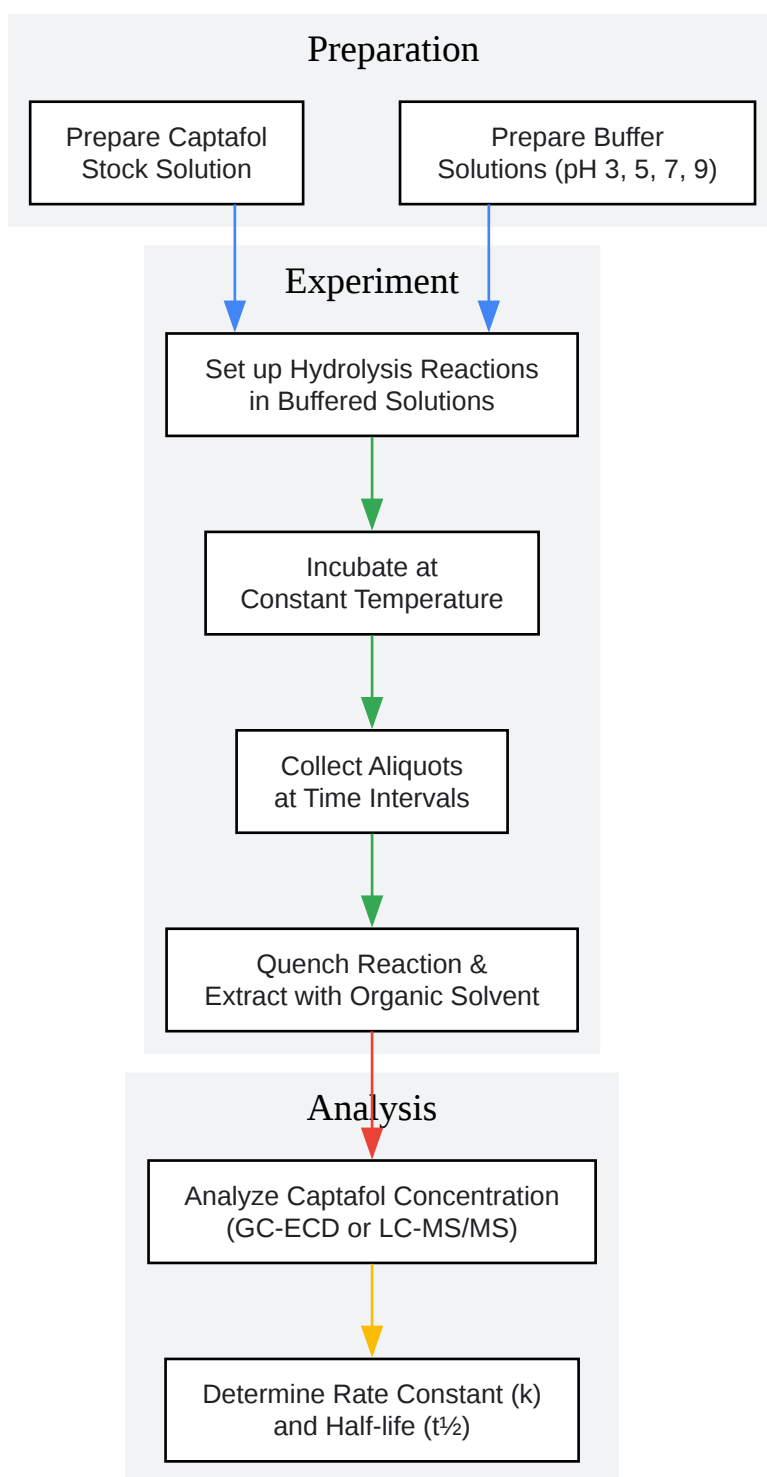 Preparation
Prepare Captafol
Stock Solution
Prepare Buffer
Solutions (pH 3, 5, 7, 9)
Experiment
Set up Hydrolysis Reactions
in Buffered Solutions
Incubate at
Constant Temperature
Collect Aliquots
at Time Intervals
Quench Reaction &
Extract with Organic Solvent
Analysis
Analyze Captafol Concentration
(GC-ECD or LC-MS/MS)
Determine Rate Constant (k)
and Half-life (t½)